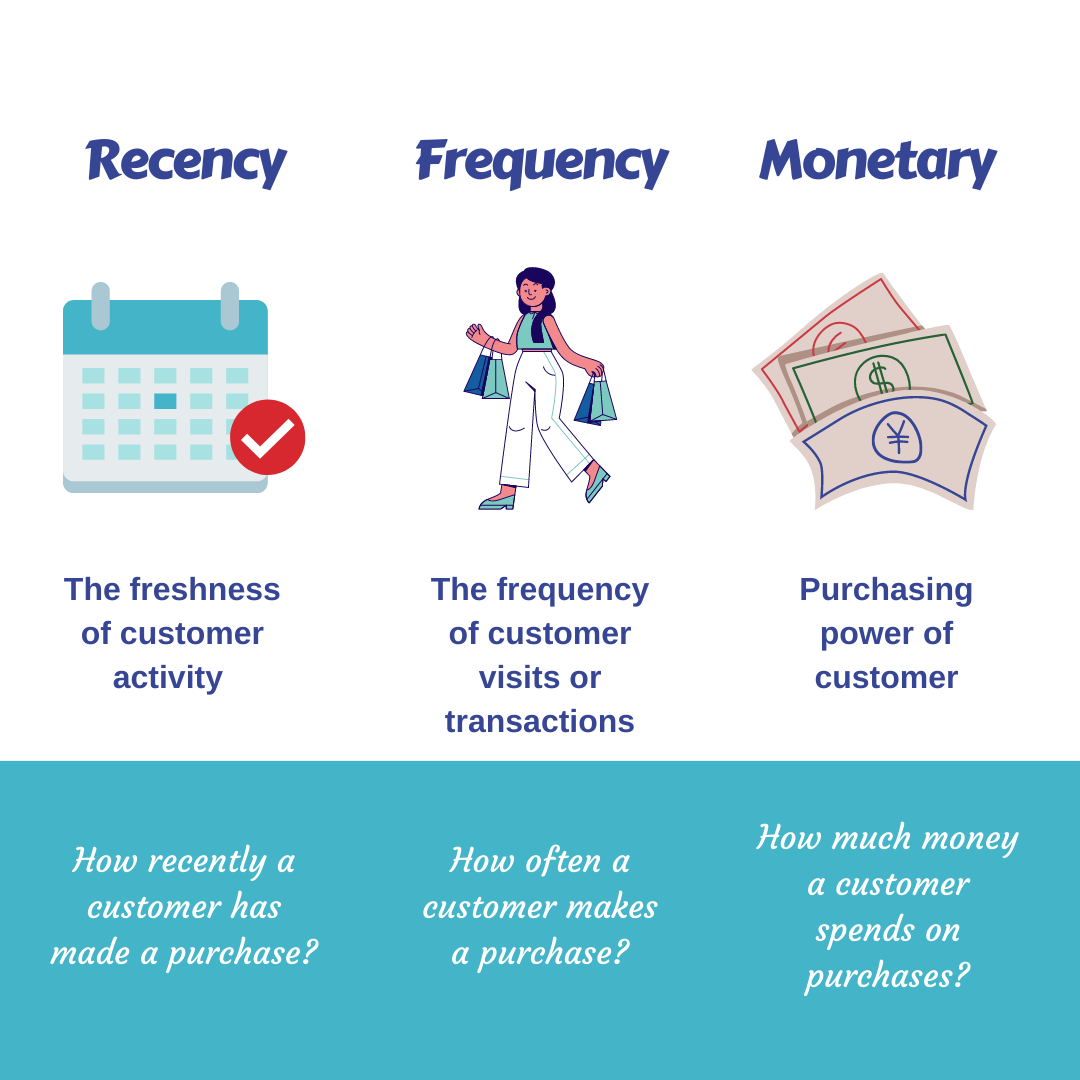 Recency
Frequency
Monetary
€
$
¥
The freshness
of customer
activity
The frequency
of customer
visits or
transactions
Purchasing
power of
customer
How recently a
customer has
made a purchase?
How often a
customer makes
a purchase?
How much money
a customer
spends on
purchases?